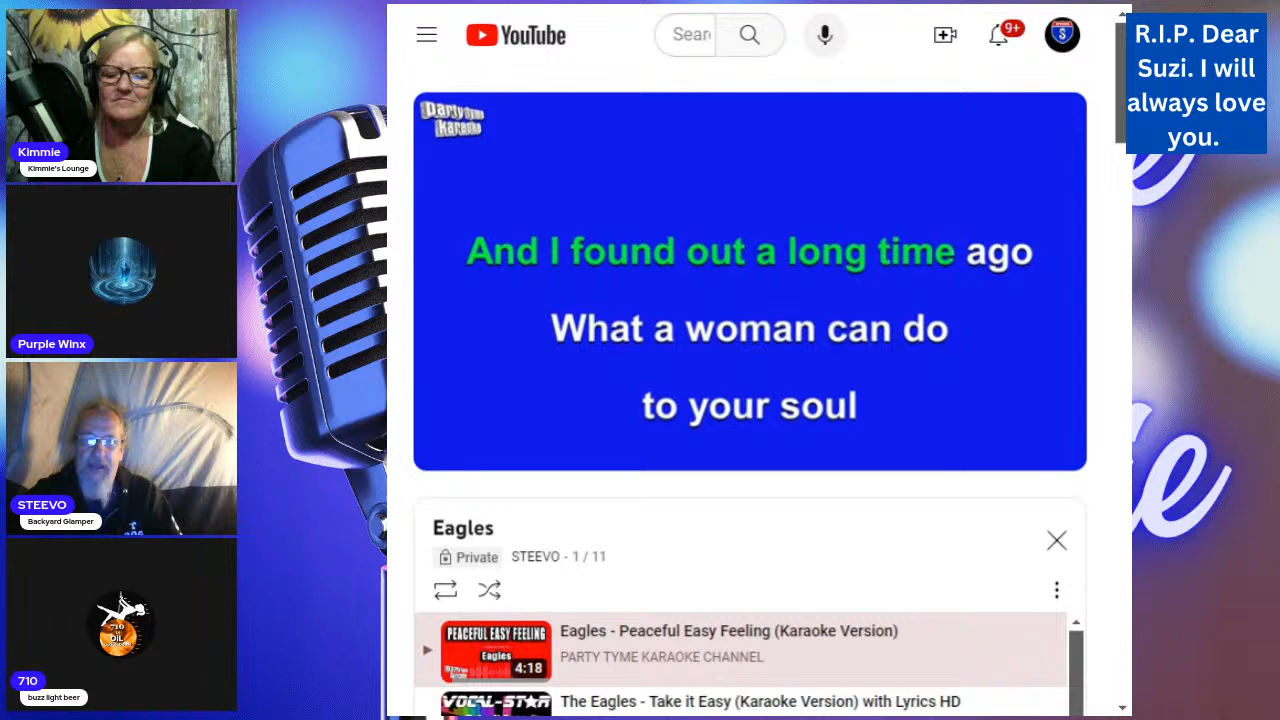 Kimmie
Kimmie's Lounge
Purple Winx
STEEVO
Backyard Glamper
710
buzz light beer
YouTube
Sear
9+
R.I.P. Dear
Suzi. I will
always love
you.
Party Tyme
Karaoke
And I found out a long time ago
What a woman can do
to your soul
Eagles
Private STEEVO - 1 / 11
PEACEFUL EASY FEELING
Eagles
4:18
Eagles - Peaceful Easy Feeling (Karaoke Version)
PARTY TYME KARAOKE CHANNEL
VOCAL-STAR
The Eagles - Take it Easy (Karaoke Version) with Lyrics HD